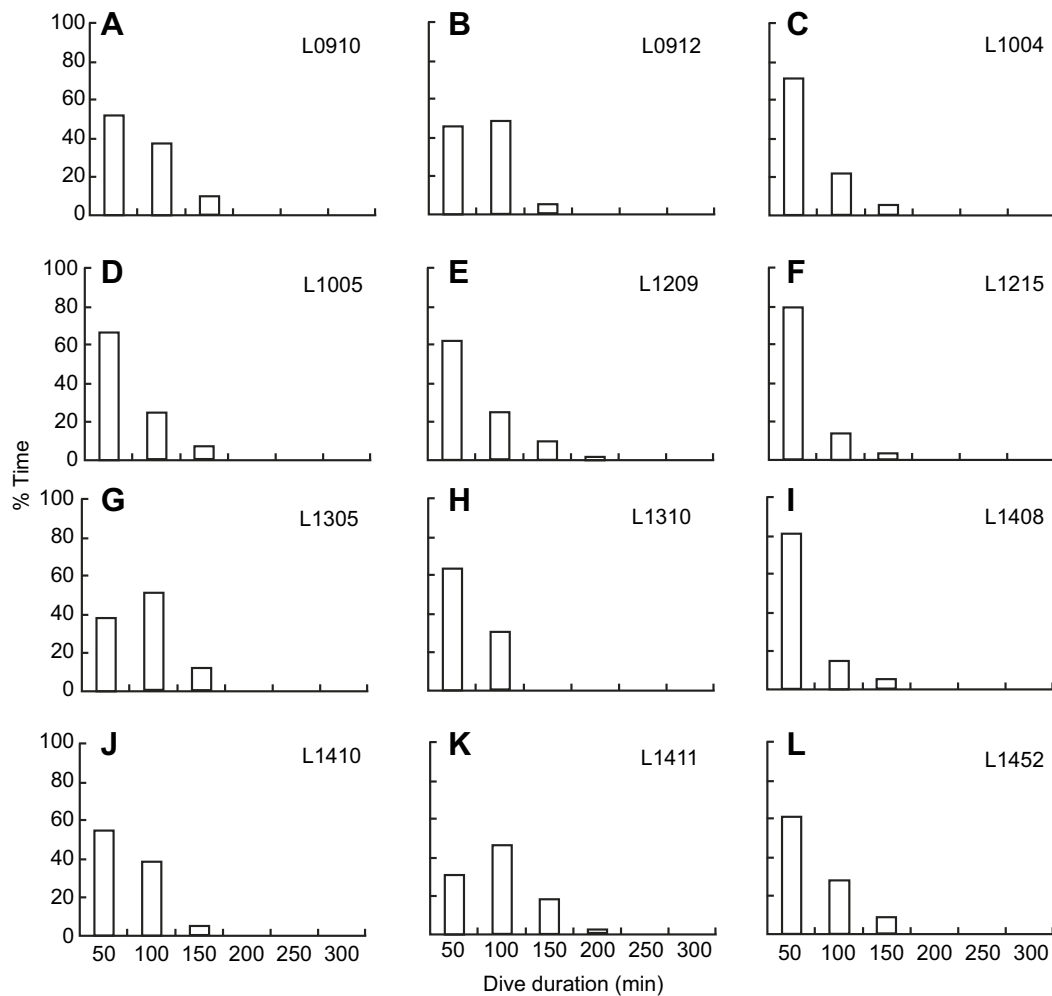 A L0910
B L0912
C L1004
100
80
60
40
20
0
D L1005
E L1209
F L1215
100
80
60
40
20
0
% Time
G L1305
H L1310
I L1408
100
80
60
40
20
0
J L1410
K L1411
L L1452
100
80
60
40
20
0
50 100 150 200 250 300
50 100 150 200 250 300
50 100 150 200 250 300
Dive duration (min)